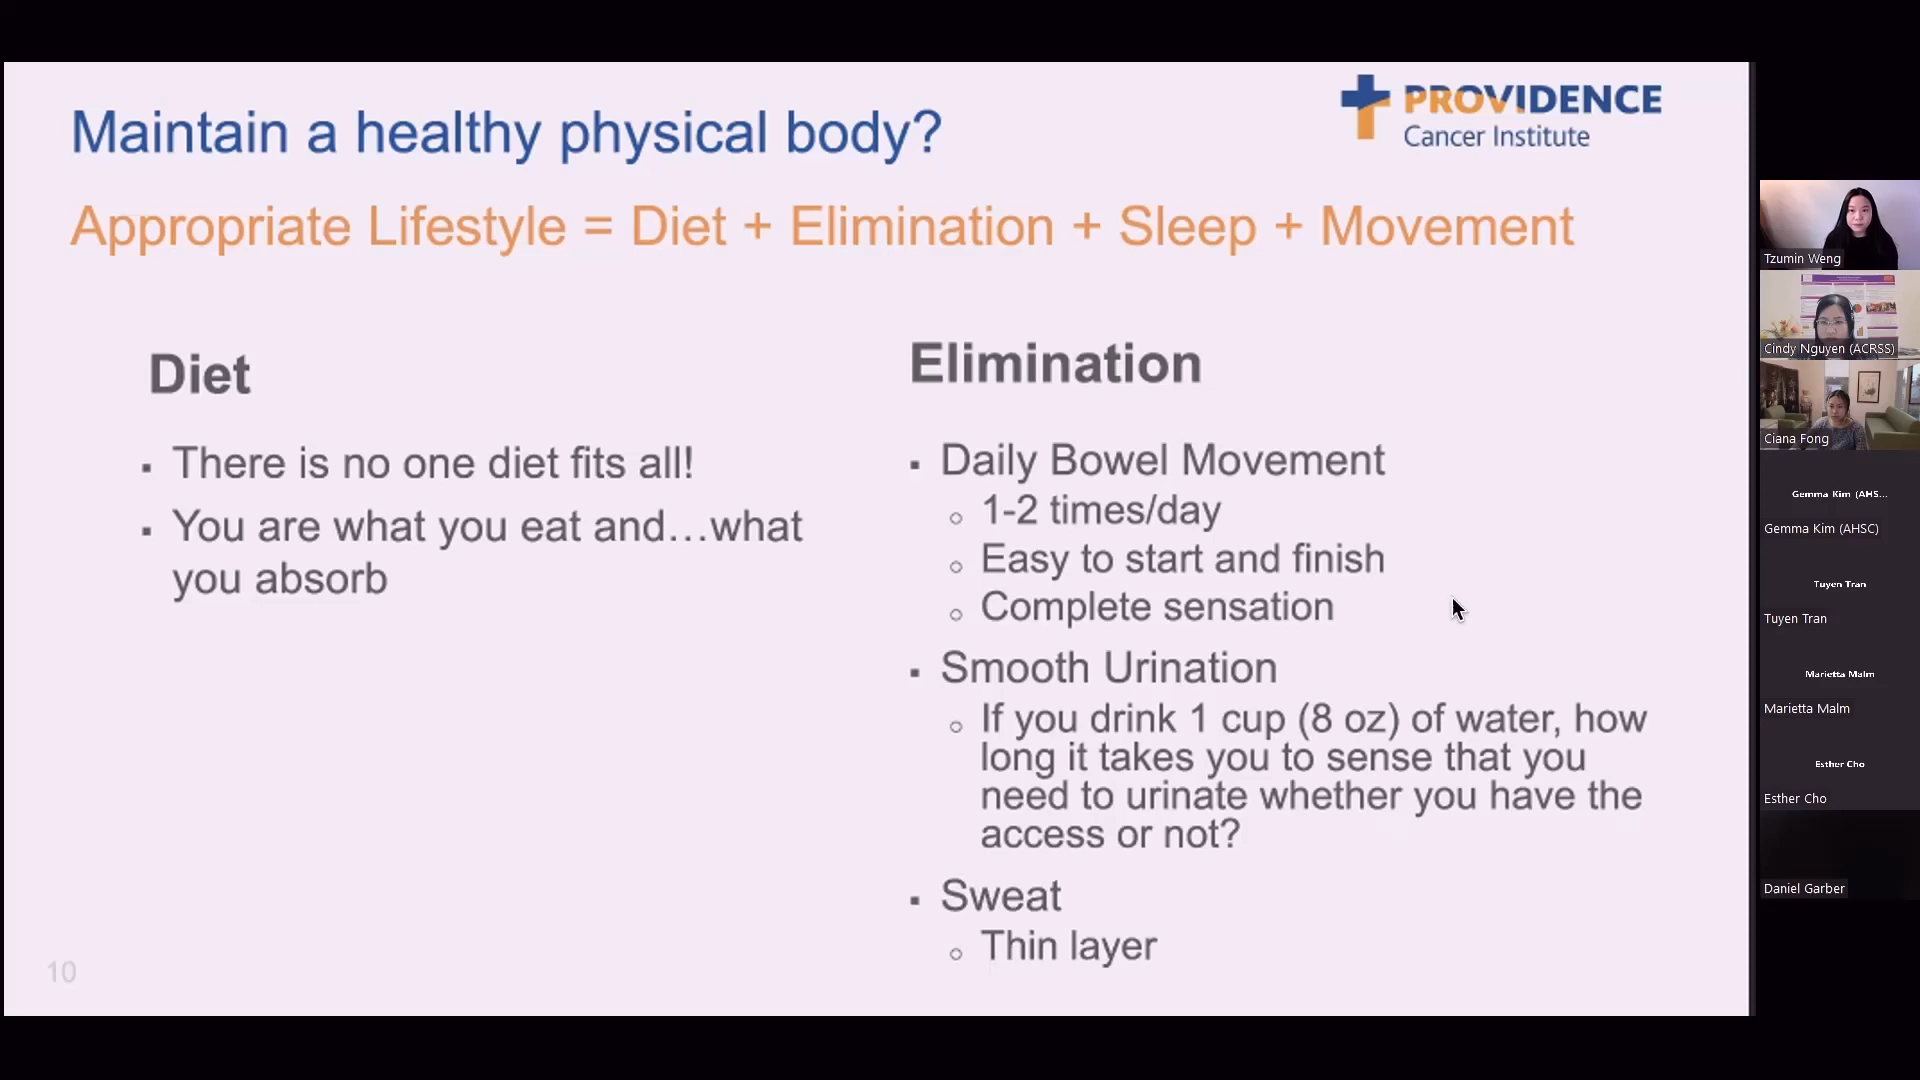 Maintain a healthy physical body?
PROVIDENCE
Cancer Institute
Appropriate Lifestyle = Diet + Elimination + Sleep + Movement
Diet
▪ There is no one diet fits all!
▪ You are what you eat and…what
you absorb
Elimination
▪ Daily Bowel Movement
○ 1-2 times/day
○ Easy to start and finish
○ Complete sensation
▪ Smooth Urination
○ If you drink 1 cup (8 oz) of water, how
long it takes you to sense that you
need to urinate whether you have the
access or not?
▪ Sweat
○ Thin layer
10
Tzumin Weng
Cindy Nguyen (ACRSS)
Ciana Fong
Gemma Kim (AHS...
Gemma Kim (AHSC)
Tuyen Tran
Tuyen Tran
Marietta Malm
Marietta Malm
Esther Cho
Esther Cho
Daniel Garber